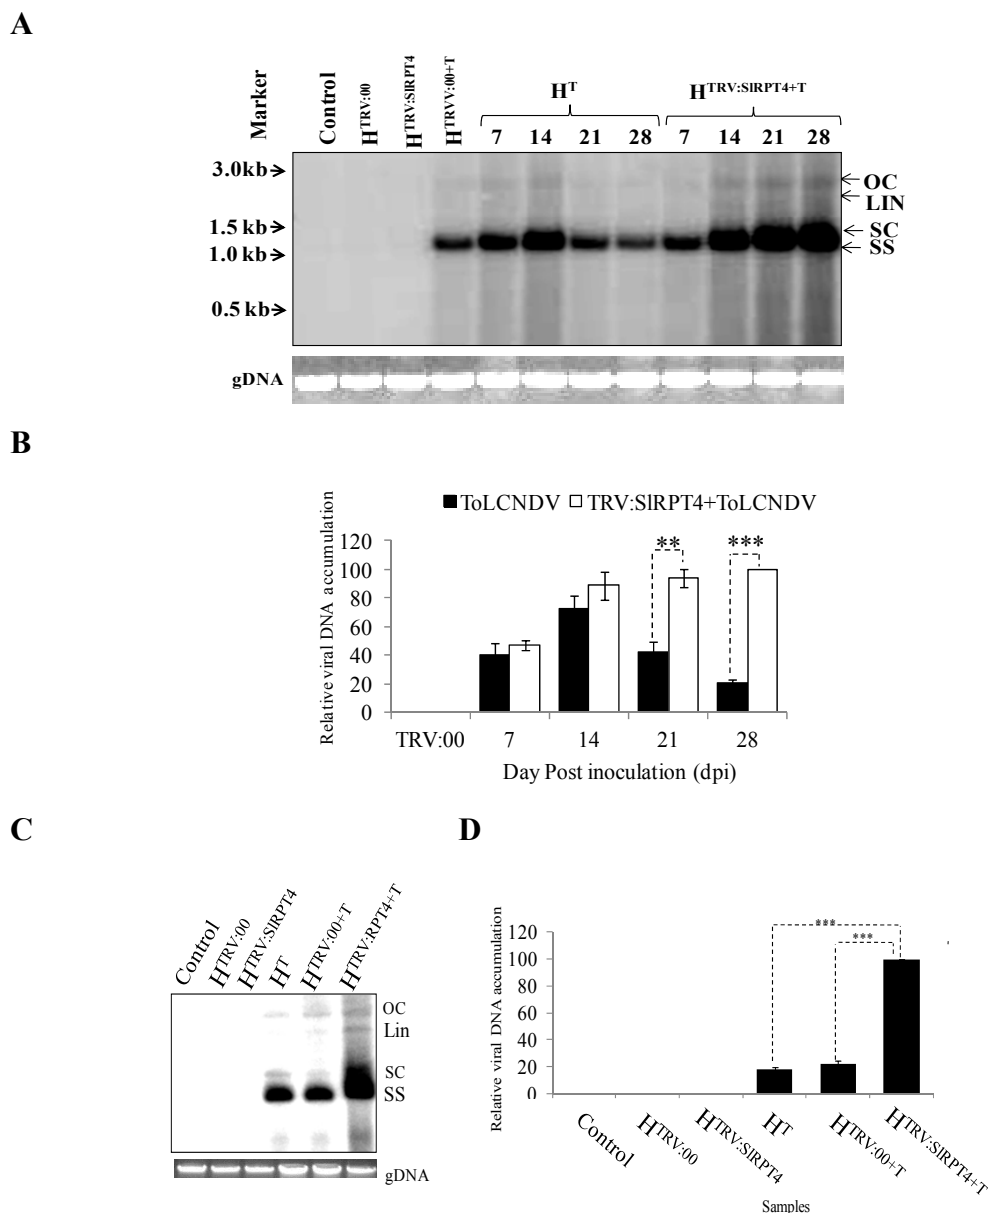 A
Marker
Control
HTRV:00
HTRV:SlRPT4
HTRVV:00+T
HT
HTRV:SlRPT4+T
7 14 21 28 7 14 21 28
3.0kb
1.5 kb
1.0 kb
0.5 kb
OC
LIN
SC
SS
gDNA
B
ToLCNDV TRV:SlRPT4+ToLCNDV
Relative viral DNA accumulation
120
100
80
60
40
20
0
** ***
TRV:00 7 14 21 28
Day Post inoculation (dpi)
C
Control
HTRV:00
HTRV:SlRPT4
HT
HTRV:00+T
HTRV:RPT4+T
OC
Lin
SC
SS
gDNA
D
Relative viral DNA accumulation
120
100
80
60
40
20
0
***
***
Control
HTRV:00
HTRV:SlRPT4
HT
HTRV:00+T
HTRV:SlRPT4+T
Samples